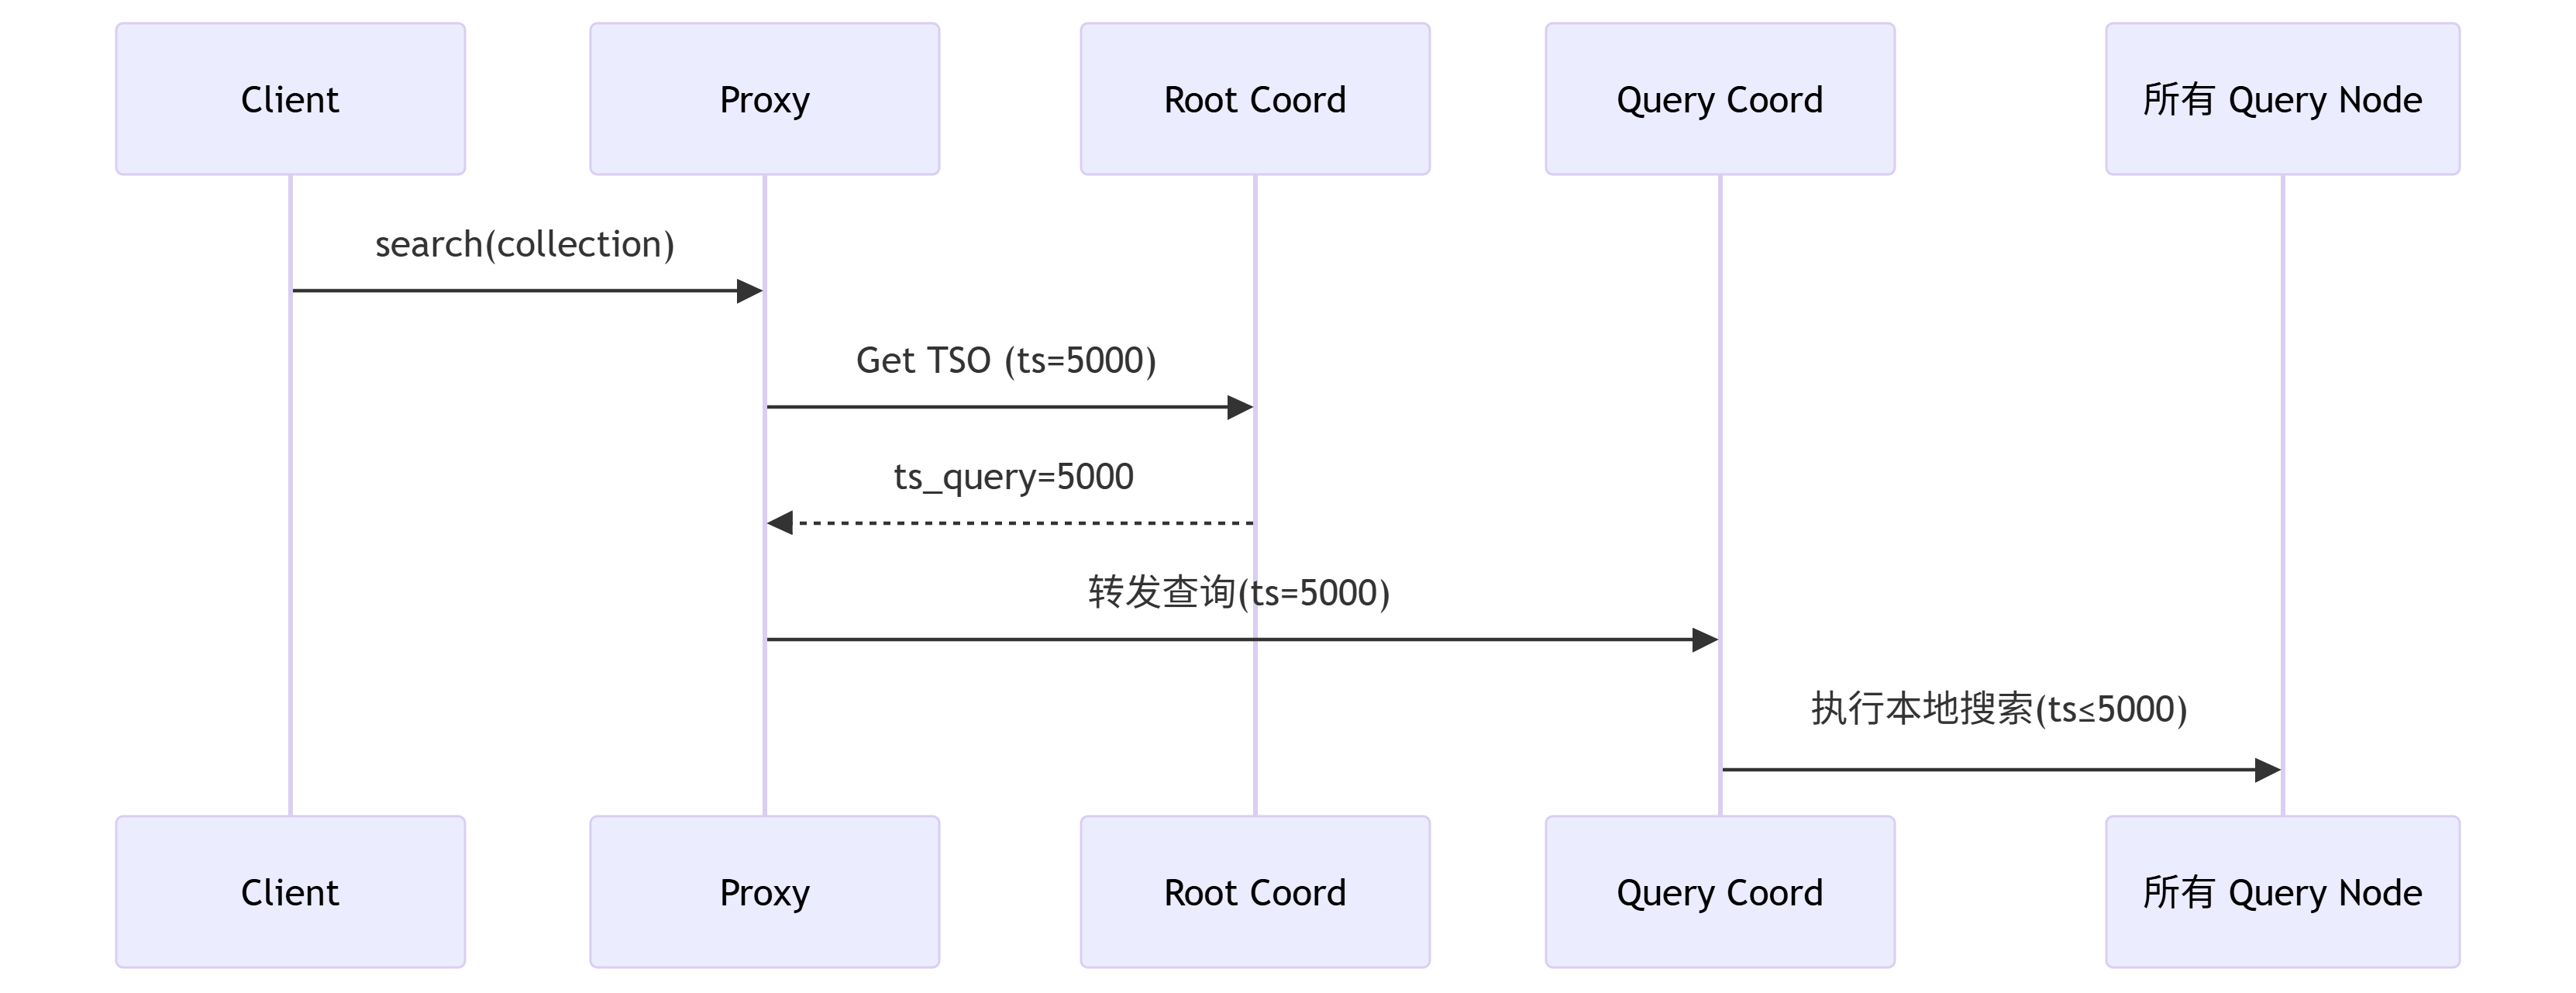 Client
Proxy
Root Coord
Query Coord
所有 Query Node
search(collection)
Get TSO (ts=5000)
ts_query=5000
转发查询(ts=5000)
执行本地搜索(ts≤5000)
Client
Proxy
Root Coord
Query Coord
所有 Query Node